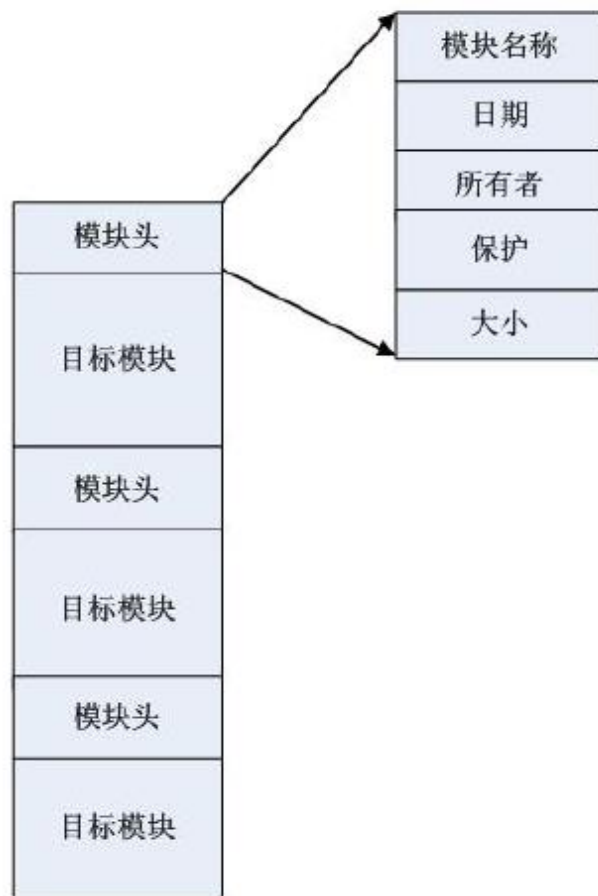 模块头
目标模块
模块头
目标模块
模块头
目标模块
模块名称
日期
所有者
保护
大小